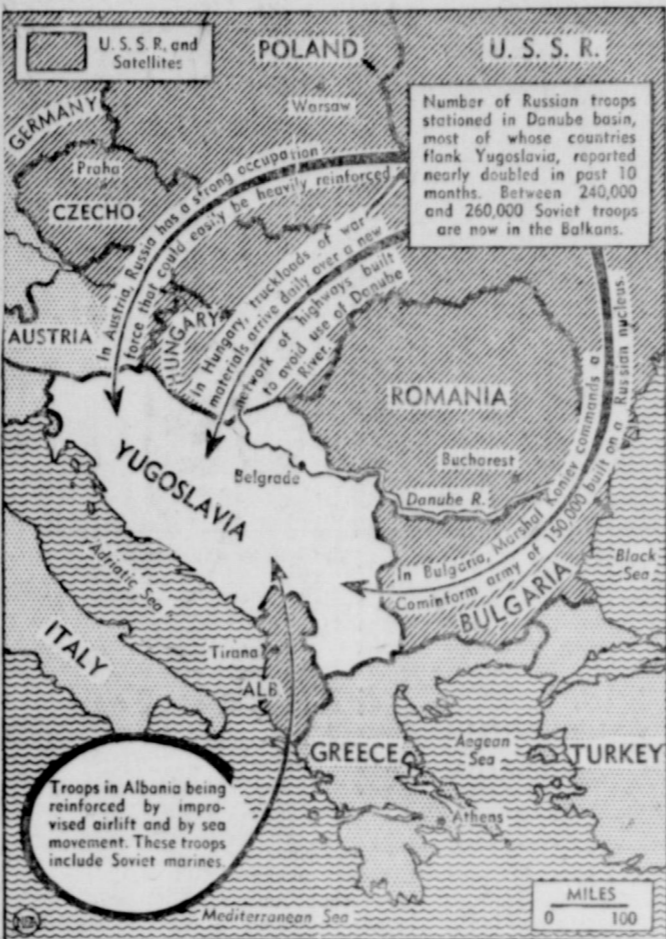 U.S.S.R. and
Satellites
POLAND
U.S.S.R.
Warsaw
GERMANY
Praha
CZECHO.
Number of Russian troops
stationed in Danube basin,
most of whose countries
flank Yugoslavia, reported
nearly doubled in past 10
months. Between 240,000
and 260,000 Soviet troops
are now in the Balkans.
In Austria, Russia has a strong occupation
force that could easily be heavily reinforced
In Hungary, truckloads of war
materials arrive daily over a new
network of highways built
to avoid use of Danube
River.
AUSTRIA
HUNGARY
ROMANIA
Bucharest
YUGOSLAVIA
Belgrade
Danube R.
In Bulgaria, Marshal Koniev commands a
Cominform army of 150,000 built on a Russian nucleus.
BULGARIA
Black
Sea
Adriatic Sea
ITALY
Tirana
ALB.
GREECE
Aegean
Sea
TURKEY
Athens
Troops in Albania being
reinforced by impro-
vised airlift and by sea
movement. These troops
include Soviet marines.
Mediterranean Sea
MILES
0 100